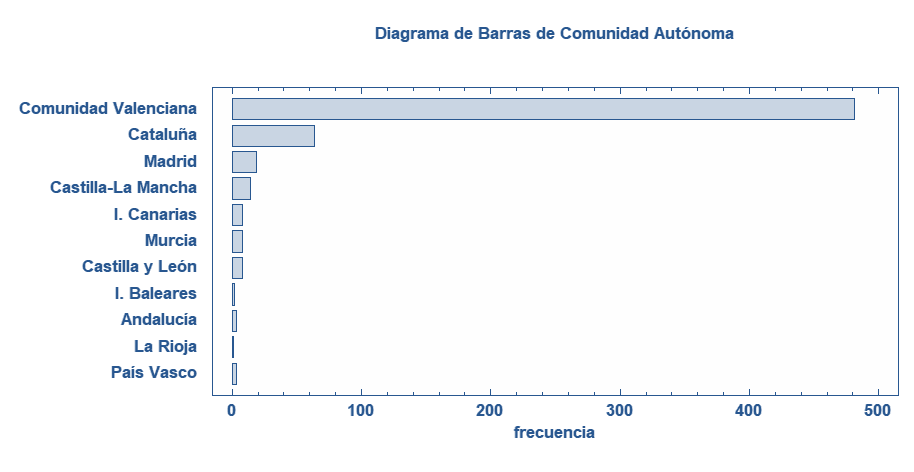 Diagrama de Barras de Comunidad Autónoma
Comunidad Valenciana
Cataluña
Madrid
Castilla-La Mancha
I. Canarias
Murcia
Castilla y León
I. Baleares
Andalucía
La Rioja
País Vasco
0 100 200 300 400 500
frecuencia